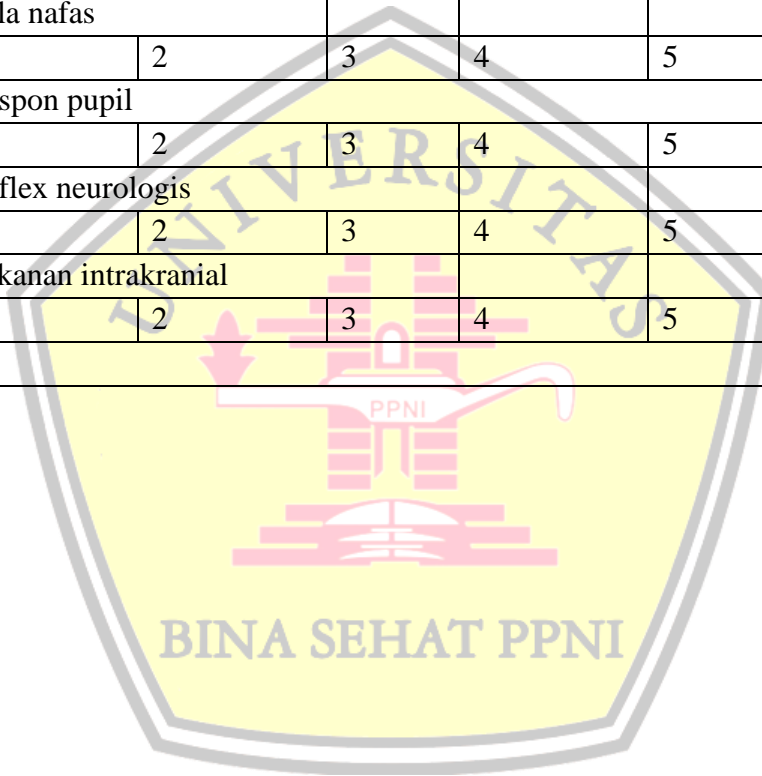 la nafas
2 3 4 5
spon pupil
2 3 4 5
flex neurologis
2 3 4 5
kanan intrakranial
2 3 4 5
UNIVERSITAS
PPNI
BINA SEHAT PPNI